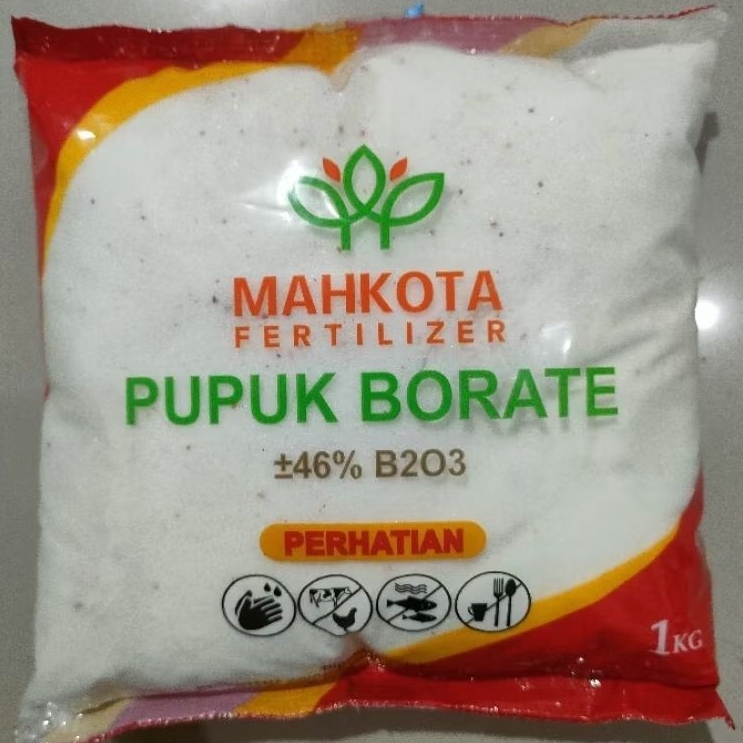 MAHKOTA
FERTILIZER
PUPUK BORATE
±46% B2O3
PERHATIAN
1KG